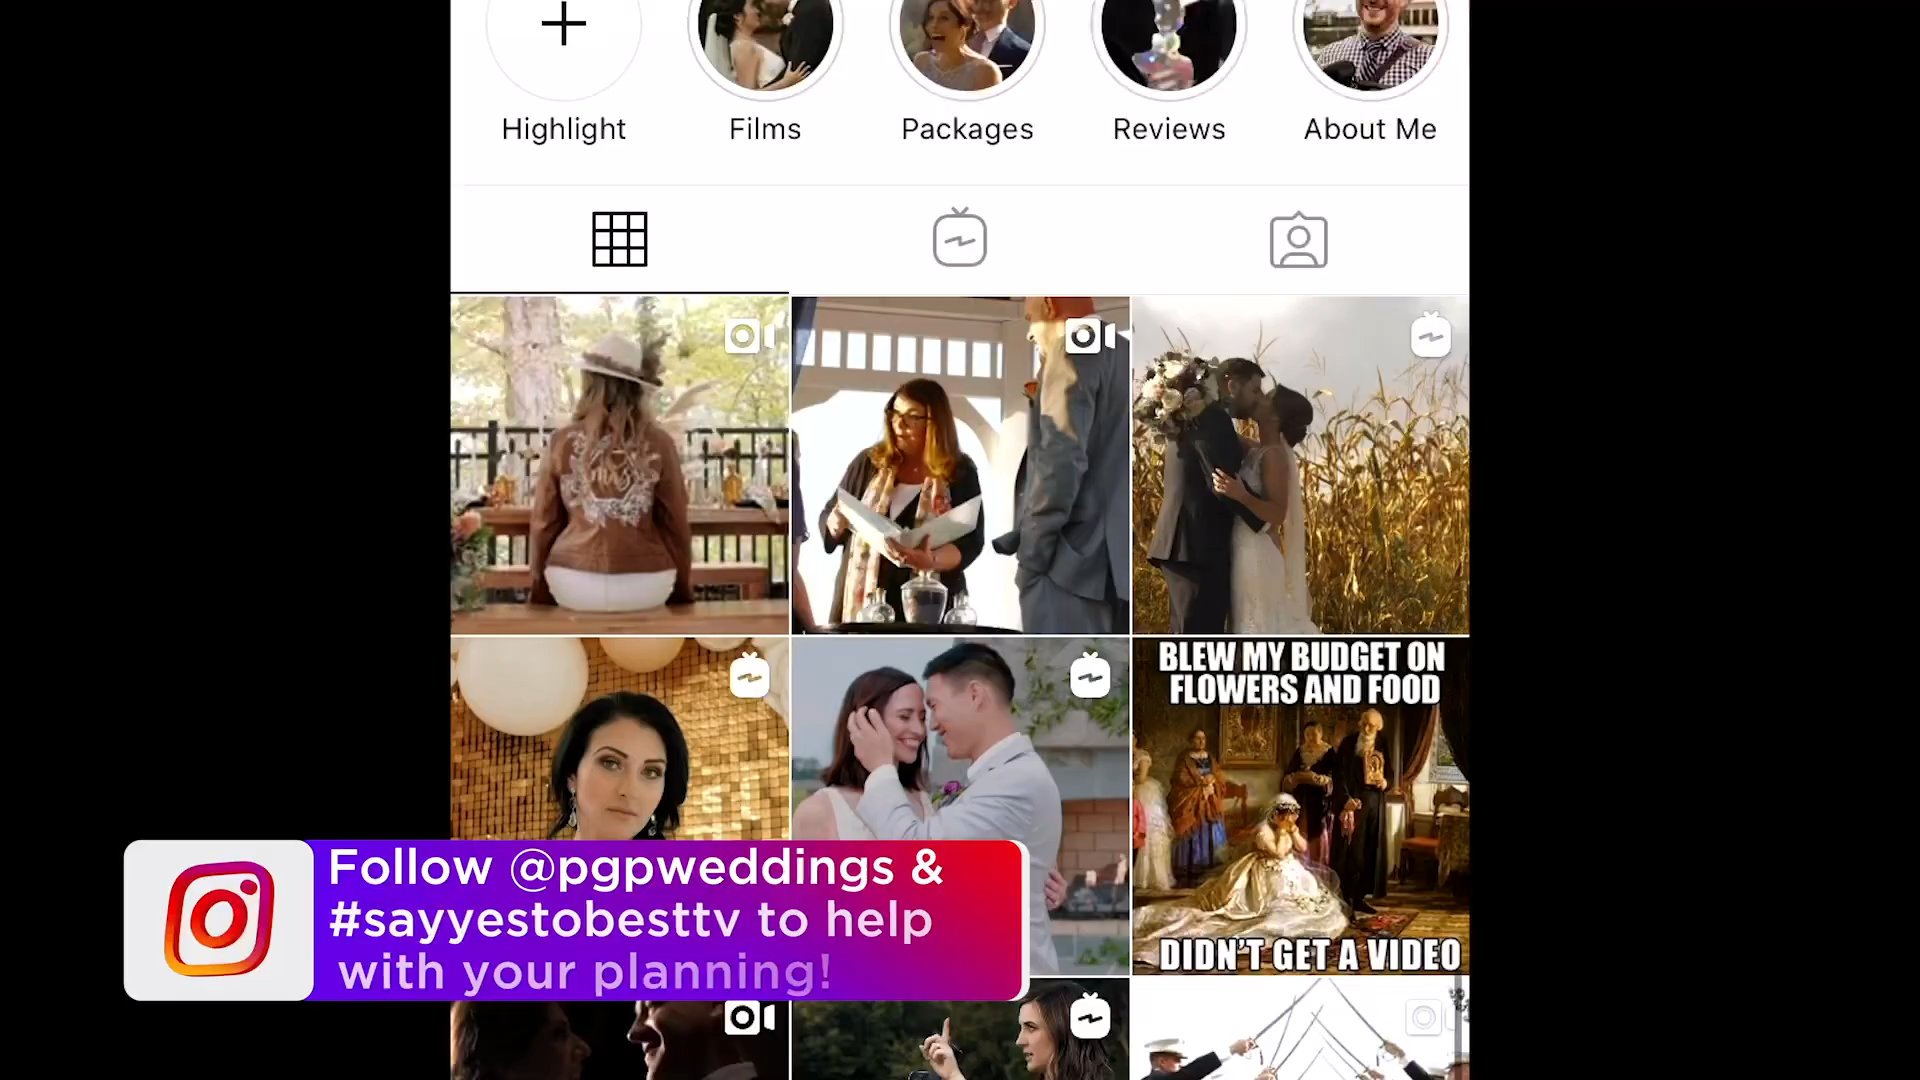 Highlight
Films
Packages
Reviews
About Me
BLEW MY BUDGET ON
FLOWERS AND FOOD
DIDN'T GET A VIDEO
Follow @pgpweddings &
#sayyestobesttv to help
with your planning!